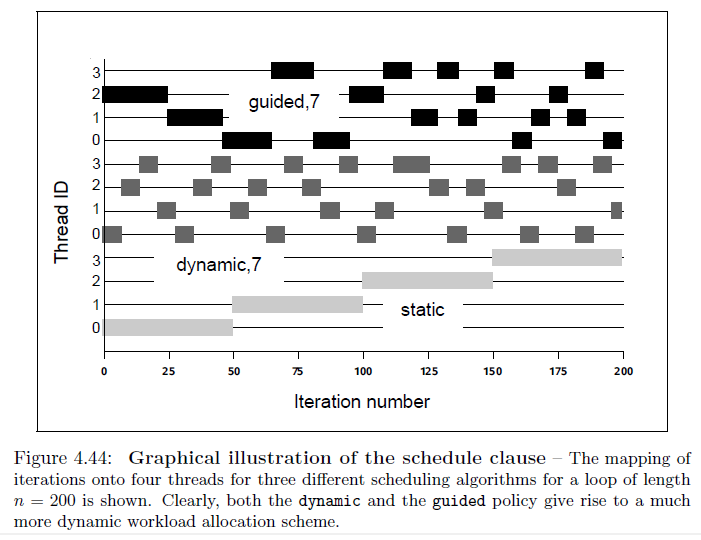 3
2
guided,7
1
0
3
2
1
0
Thread ID
3
dynamic,7
2
1
static
0
0 25 50 75 100 125 150 175 200
Iteration number
Figure 4.44: Graphical illustration of the schedule clause – The mapping of
iterations onto four threads for three different scheduling algorithms for a loop of length
n = 200 is shown. Clearly, both the dynamic and the guided policy give rise to a much
more dynamic workload allocation scheme.